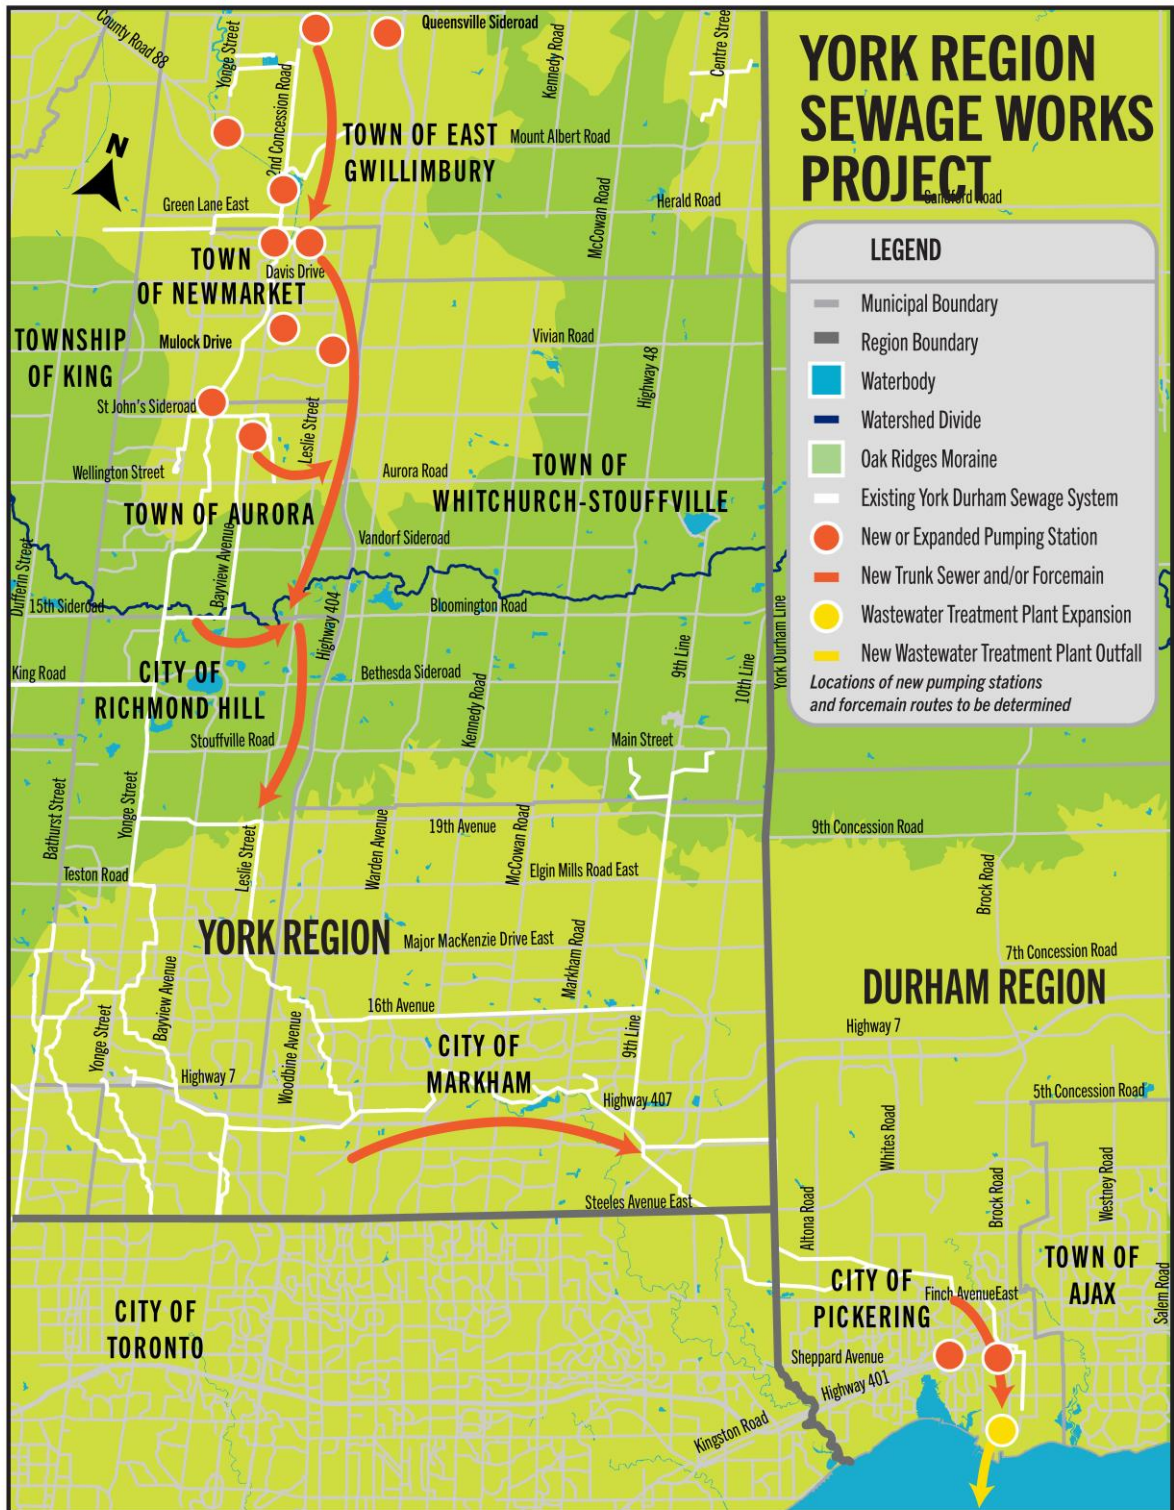 YORK REGION
SEWAGE WORKS
PROJECT
LEGEND
Municipal Boundary
Region Boundary
Waterbody
Watershed Divide
Oak Ridges Moraine
Existing York Durham Sewage System
New or Expanded Pumping Station
New Trunk Sewer and/or Forcemain
Wastewater Treatment Plant Expansion
New Wastewater Treatment Plant Outfall
Locations of new pumping stations
and forcemain routes to be determined
N
County Road 88
Yonge Street
2nd Concession Road
Queensville Sideroad
Kennedy Road
Centre Street
TOWN OF EAST
GWILLIMBURY
Mount Albert Road
Green Lane East
McCowan Road
Herald Road
Sandford Road
TOWN
OF NEWMARKET
Davis Drive
TOWNSHIP
OF KING
Mulock Drive
Vivian Road
Highway 48
St John's Sideroad
Leslie Street
Wellington Street
Aurora Road
TOWN OF
WHITCHURCH-STOUFFVILLE
TOWN OF AURORA
Bayview Avenue
Vandorf Sideroad
Dufferin Street
15th Sideroad
Highway 404
Bloomington Road
York Durham Line
King Road
CITY OF
RICHMOND HILL
Bethesda Sideroad
Kennedy Road
9th Line
10th Line
Stouffville Road
Main Street
Bathurst Street
Yonge Street
Leslie Street
Warden Avenue
19th Avenue
McCowan Road
9th Concession Road
Teston Road
Elgin Mills Road East
Brock Road
YORK REGION
Major MacKenzie Drive East
Markham Road
7th Concession Road
DURHAM REGION
Bayview Avenue
16th Avenue
Highway 7
Yonge Street
Woodbine Avenue
CITY OF
MARKHAM
9th Line
Highway 7
Highway 407
5th Concession Road
Whites Road
Steeles Avenue East
Altona Road
Brock Road
Westney Road
TOWN OF
AJAX
Salem Road
CITY OF
PICKERING
Finch AvenueEast
CITY OF
TORONTO
Sheppard Avenue
Highway 401
Kingston Road